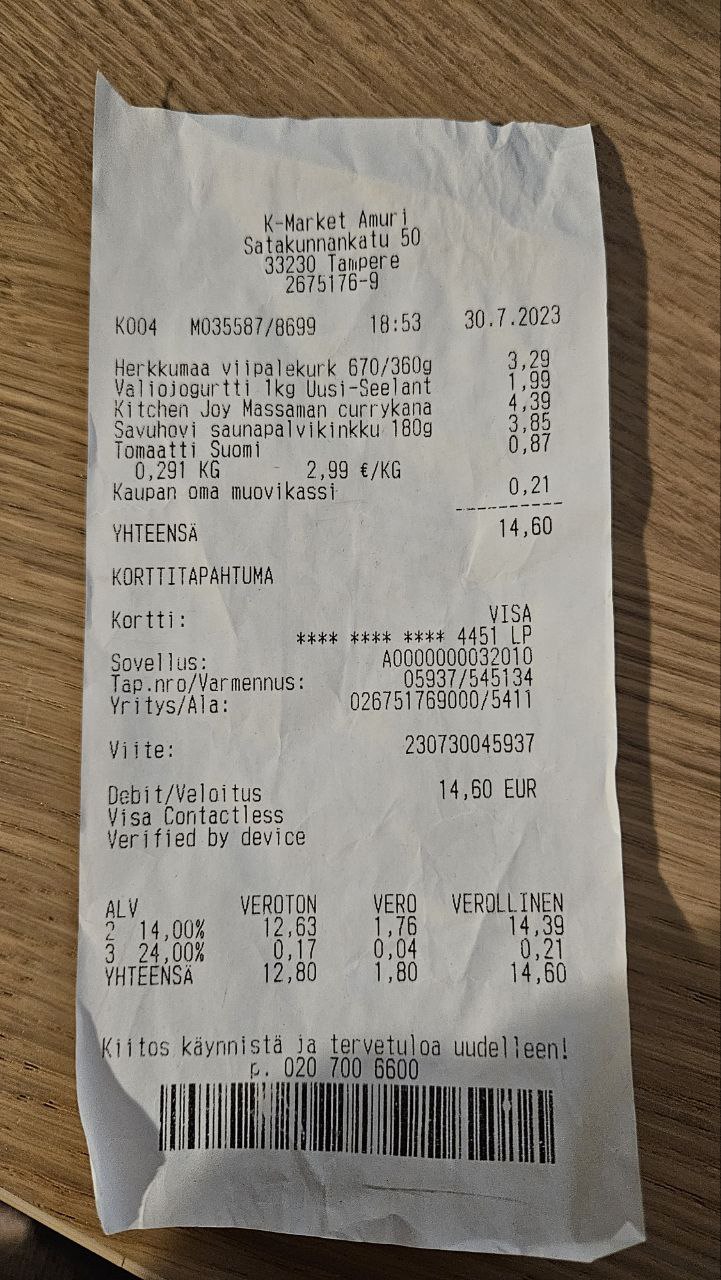 K-Market Amuri
Satakunnankatu 50
33230 Tampere
2675176-9
K004 M035587/8699 18:53 30.7.2023
Herkkumaa viipalekurk 670/360g 3,29
Valiojogurtti 1kg Uusi-Seelant 1,99
Kitchen Joy Massaman currykana 4,39
Savuhovi saunapalvikinkku 180g 3,85
Tomaatti Suomi 0,87
0,291 KG 2,99 €/KG
Kaupan oma muovikassi 0,21
YHTEENSÄ 14,60
KORTTITAPAHTUMA
Kortti: VISA
**** **** **** 4451 LP
Sovellus: A0000000032010
Tap.nro/Varmennus: 05937/545134
Yritys/Ala: 026751769000/5411
Viite: 230730045937
Debit/Veloitus 14,60 EUR
Visa Contactless
Verified by device
ALV VEROTON VERO VEROLLINEN
2 14,00% 12,63 1,76 14,39
3 24,00% 0,17 0,04 0,21
YHTEENSÄ 12,80 1,80 14,60
Kiitos käynnistä ja tervetuloa uudelleen!
p. 020 700 6600